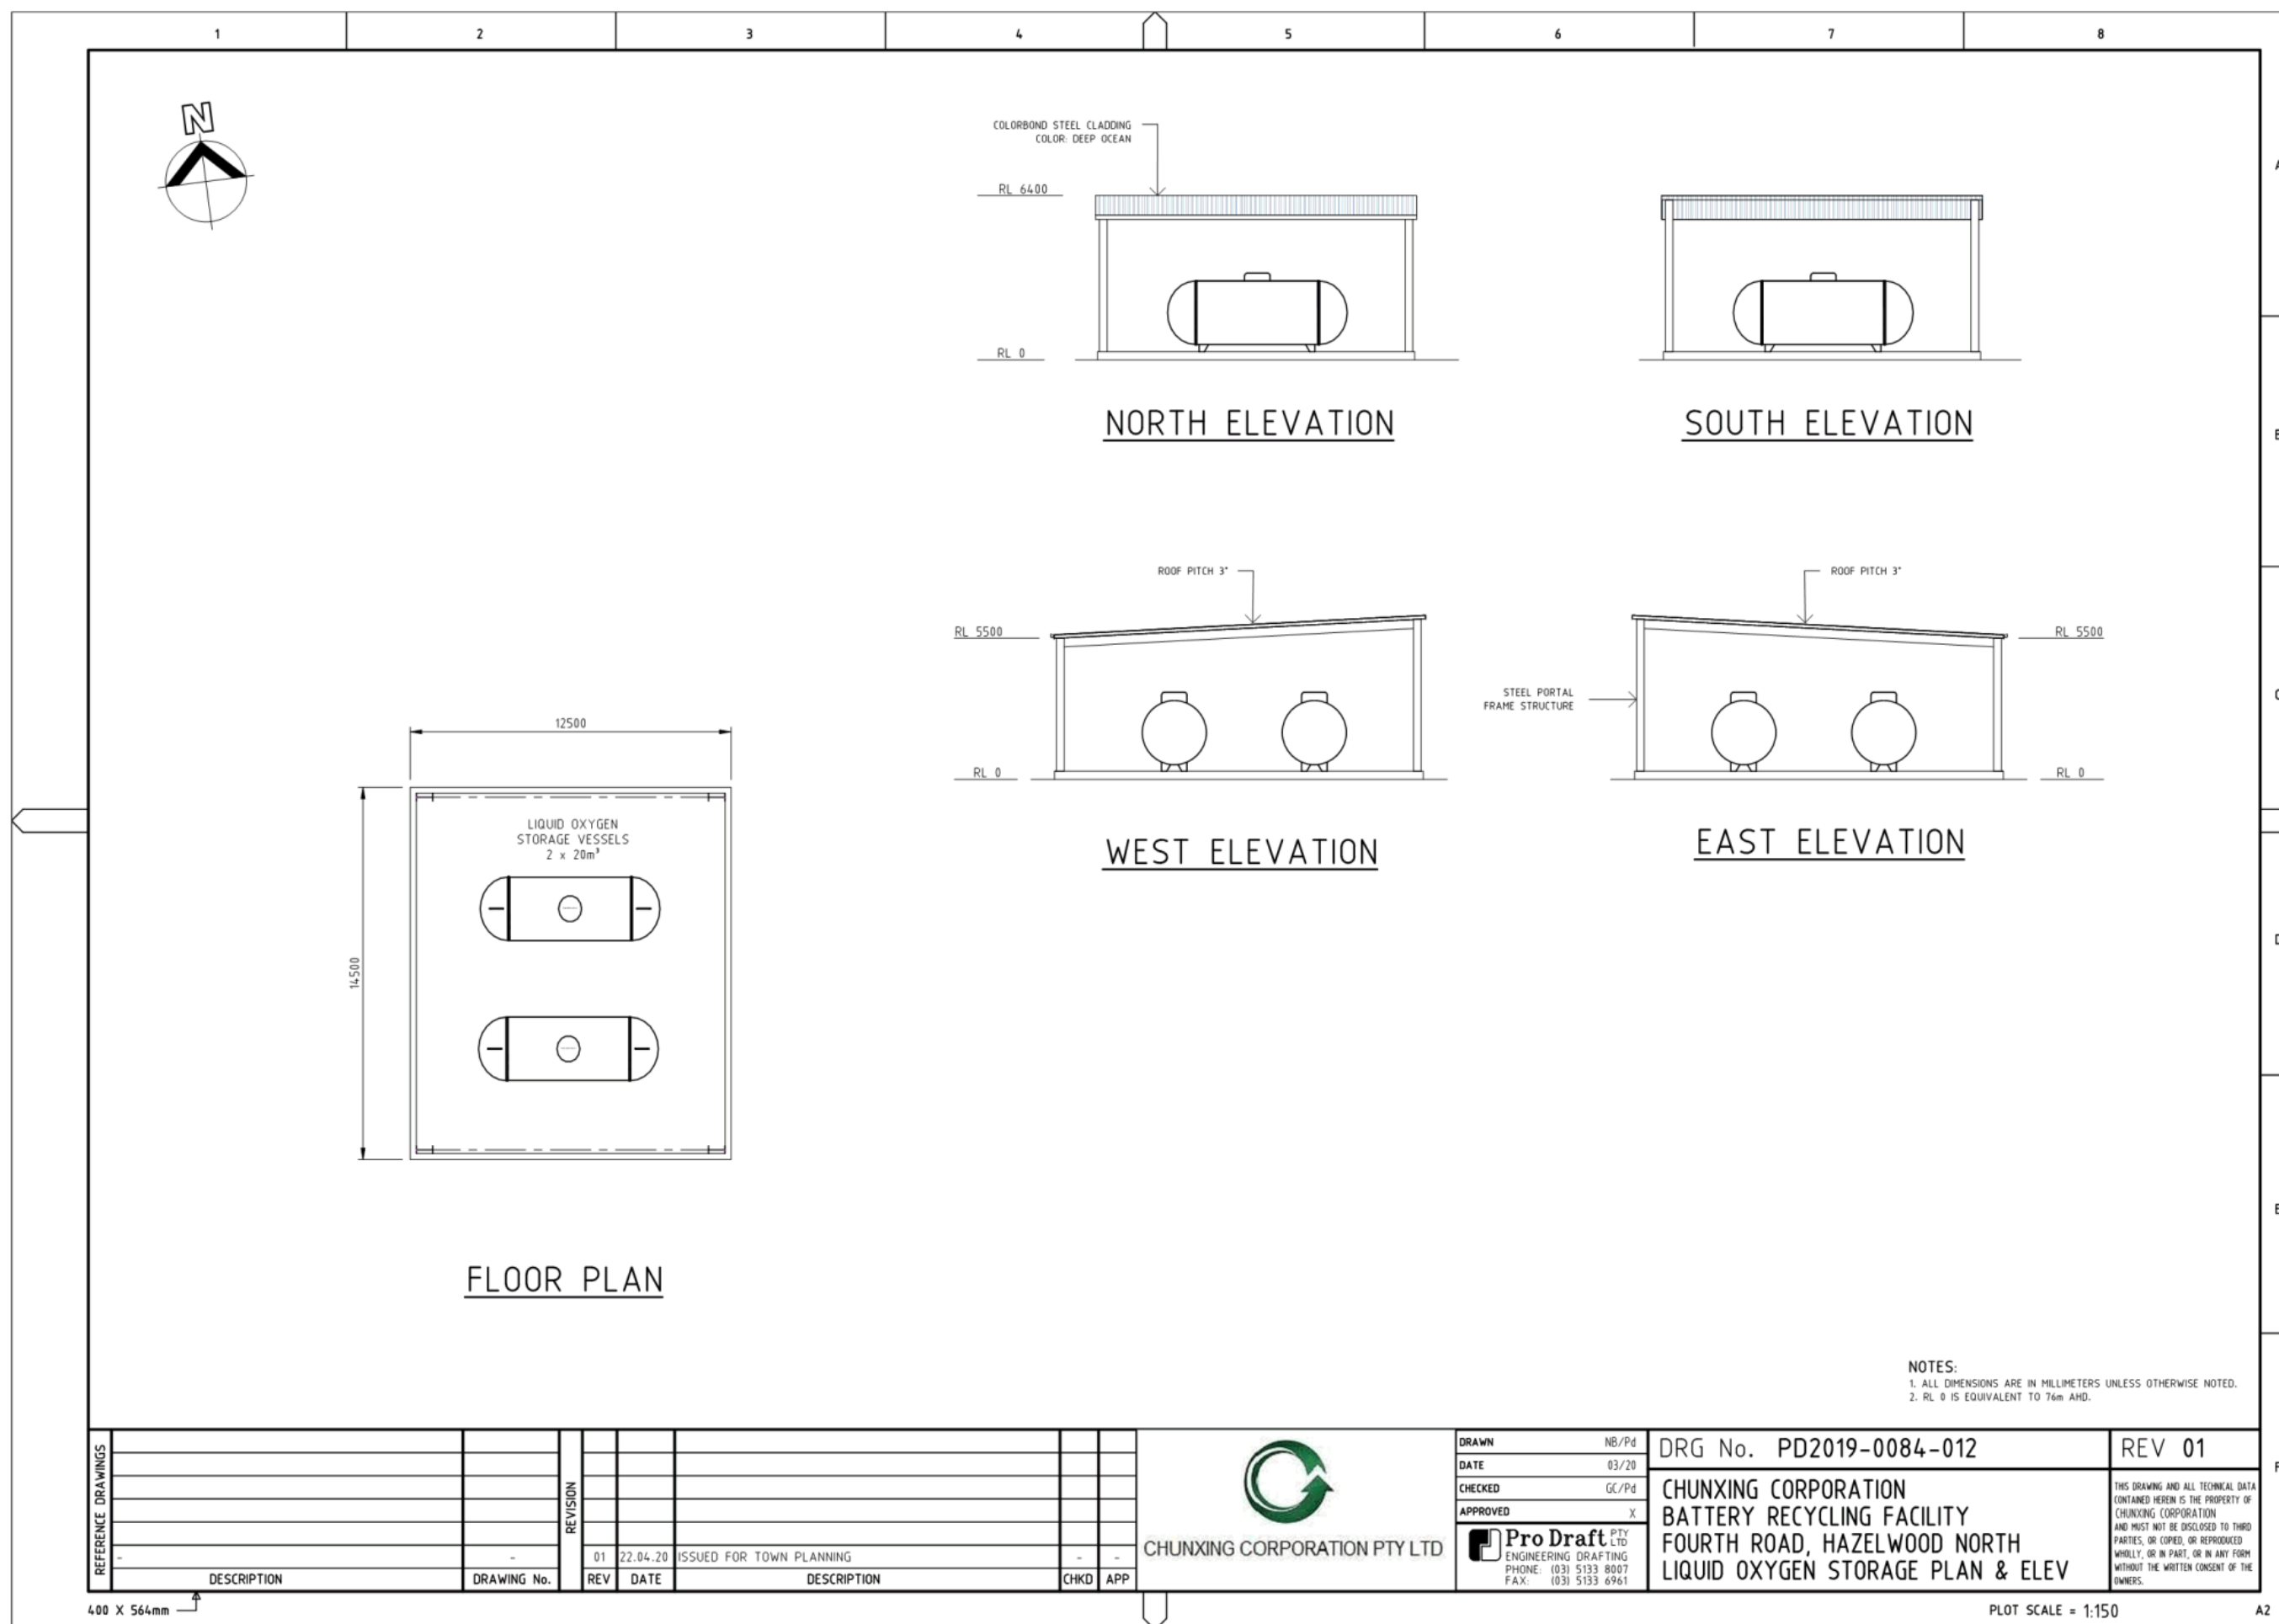 1 2 3 4 5 6 7 8
N
COLORBOND STEEL CLADDING
COLOR: DEEP OCEAN
RL 6400
RL 0
NORTH ELEVATION
SOUTH ELEVATION
ROOF PITCH 3°
RL 5500
RL 0
WEST ELEVATION
ROOF PITCH 3°
RL 5500
STEEL PORTAL
FRAME STRUCTURE
RL 0
EAST ELEVATION
12500
14500
LIQUID OXYGEN
STORAGE VESSELS
2 x 20m³
FLOOR PLAN
NOTES:
1. ALL DIMENSIONS ARE IN MILLIMETERS UNLESS OTHERWISE NOTED.
2. RL 0 IS EQUIVALENT TO 76m AHD.
REFERENCE DRAWINGS
- -
DESCRIPTION DRAWING No.
REVISION
01 22.04.20 ISSUED FOR TOWN PLANNING - -
REV DATE DESCRIPTION CHKD APP
CHUNXING CORPORATION PTY LTD
DRAWN NB/Pd
DATE 03/20
CHECKED GC/Pd
APPROVED X
Pro Draft PTY LTD
ENGINEERING DRAFTING
PHONE: (03) 5133 8007
FAX: (03) 5133 6961
DRG No. PD2019-0084-012
REV 01
CHUNXING CORPORATION
BATTERY RECYCLING FACILITY
FOURTH ROAD, HAZELWOOD NORTH
LIQUID OXYGEN STORAGE PLAN & ELEV
THIS DRAWING AND ALL TECHNICAL DATA
CONTAINED HEREIN IS THE PROPERTY OF
CHUNXING CORPORATION
AND MUST NOT BE DISCLOSED TO THIRD
PARTIES, OR COPIED, OR REPRODUCED
WHOLLY, OR IN PART, OR IN ANY FORM
WITHOUT THE WRITTEN CONSENT OF THE
OWNERS.
400 X 564mm
PLOT SCALE = 1:150
A2